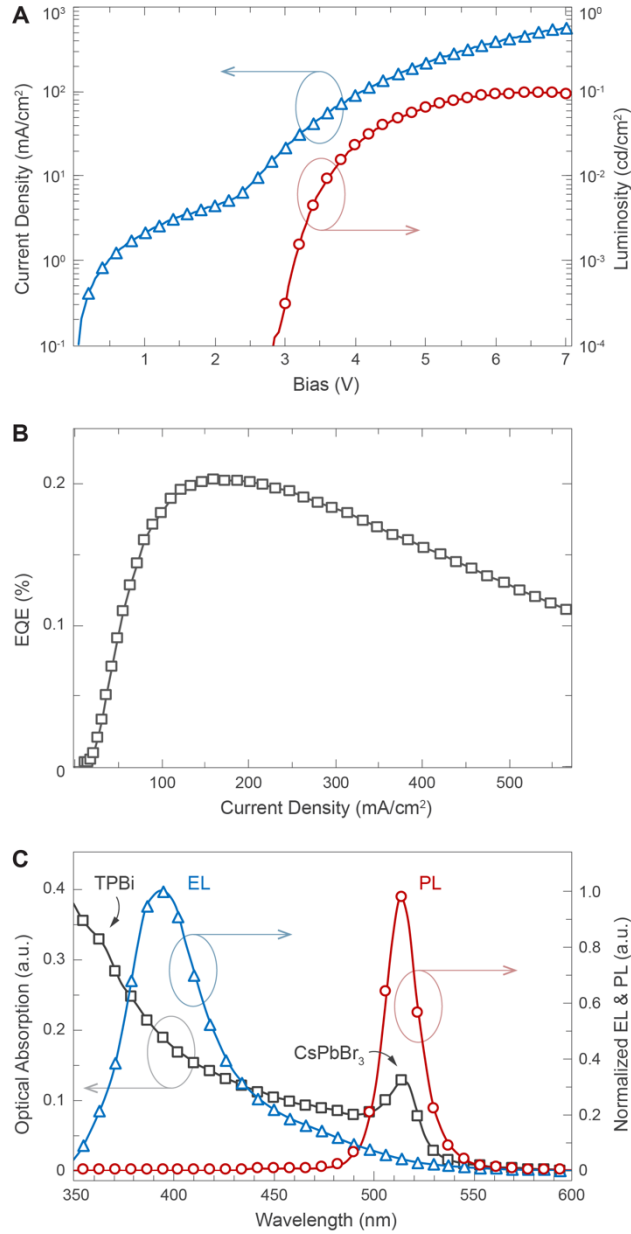 A
Current Density (mA/cm²)
10³
10²
10¹
10⁰
10⁻¹
10⁰
10⁻¹
10⁻²
10⁻³
10⁻⁴
Luminosity (cd/cm²)
1 2 3 4 5 6 7
Bias (V)
B
EQE (%)
0.2
0.1
0
100 200 300 400 500
Current Density (mA/cm²)
C
TPBi
EL
PL
CsPbBr₃
Optical Absorption (a.u.)
0.4
0.3
0.2
0.1
0
1.0
0.8
0.6
0.4
0.2
0
Normalized EL & PL (a.u.)
350 400 450 500 550 600
Wavelength (nm)